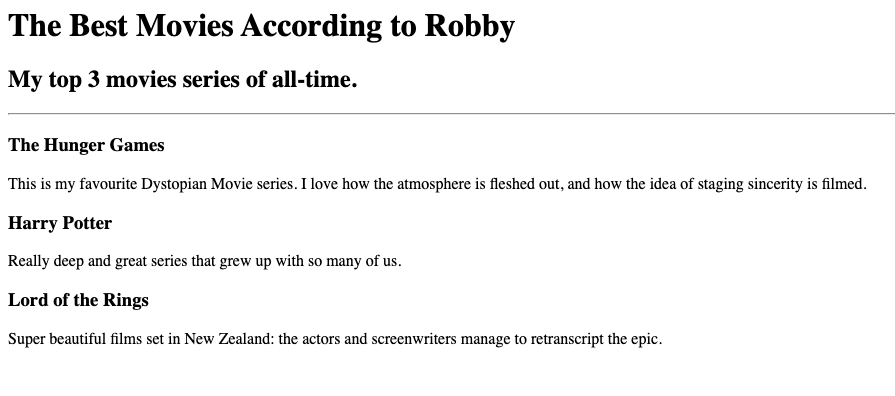 The Best Movies According to Robby
My top 3 movies series of all-time.
The Hunger Games
This is my favourite Dystopian Movie series. I love how the atmosphere is fleshed out, and how the idea of staging sincerity is filmed.
Harry Potter
Really deep and great series that grew up with so many of us.
Lord of the Rings
Super beautiful films set in New Zealand: the actors and screenwriters manage to retranscript the epic.